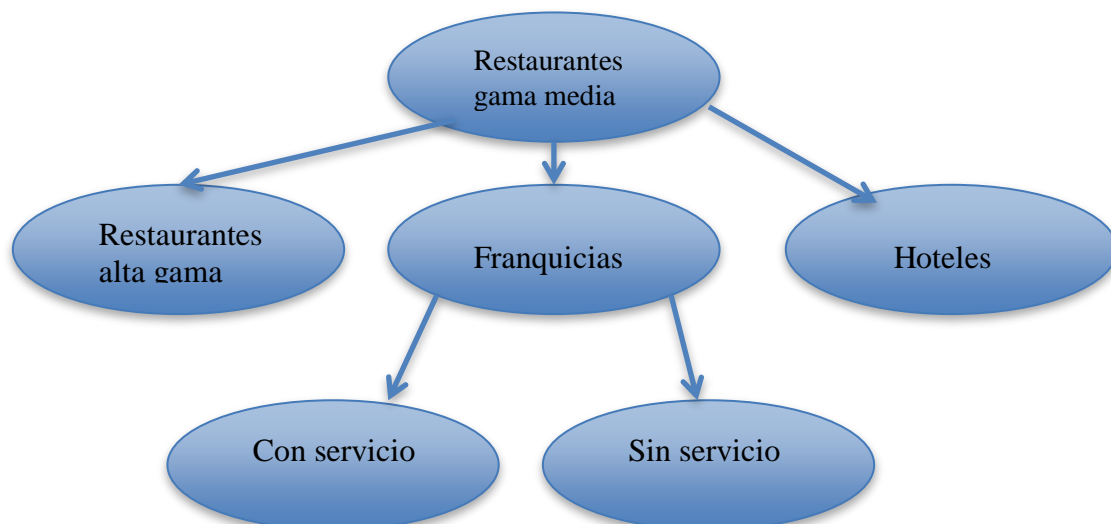 Restaurantes
gama media
Restaurantes
alta gama
Franquicias
Hoteles
Con servicio
Sin servicio